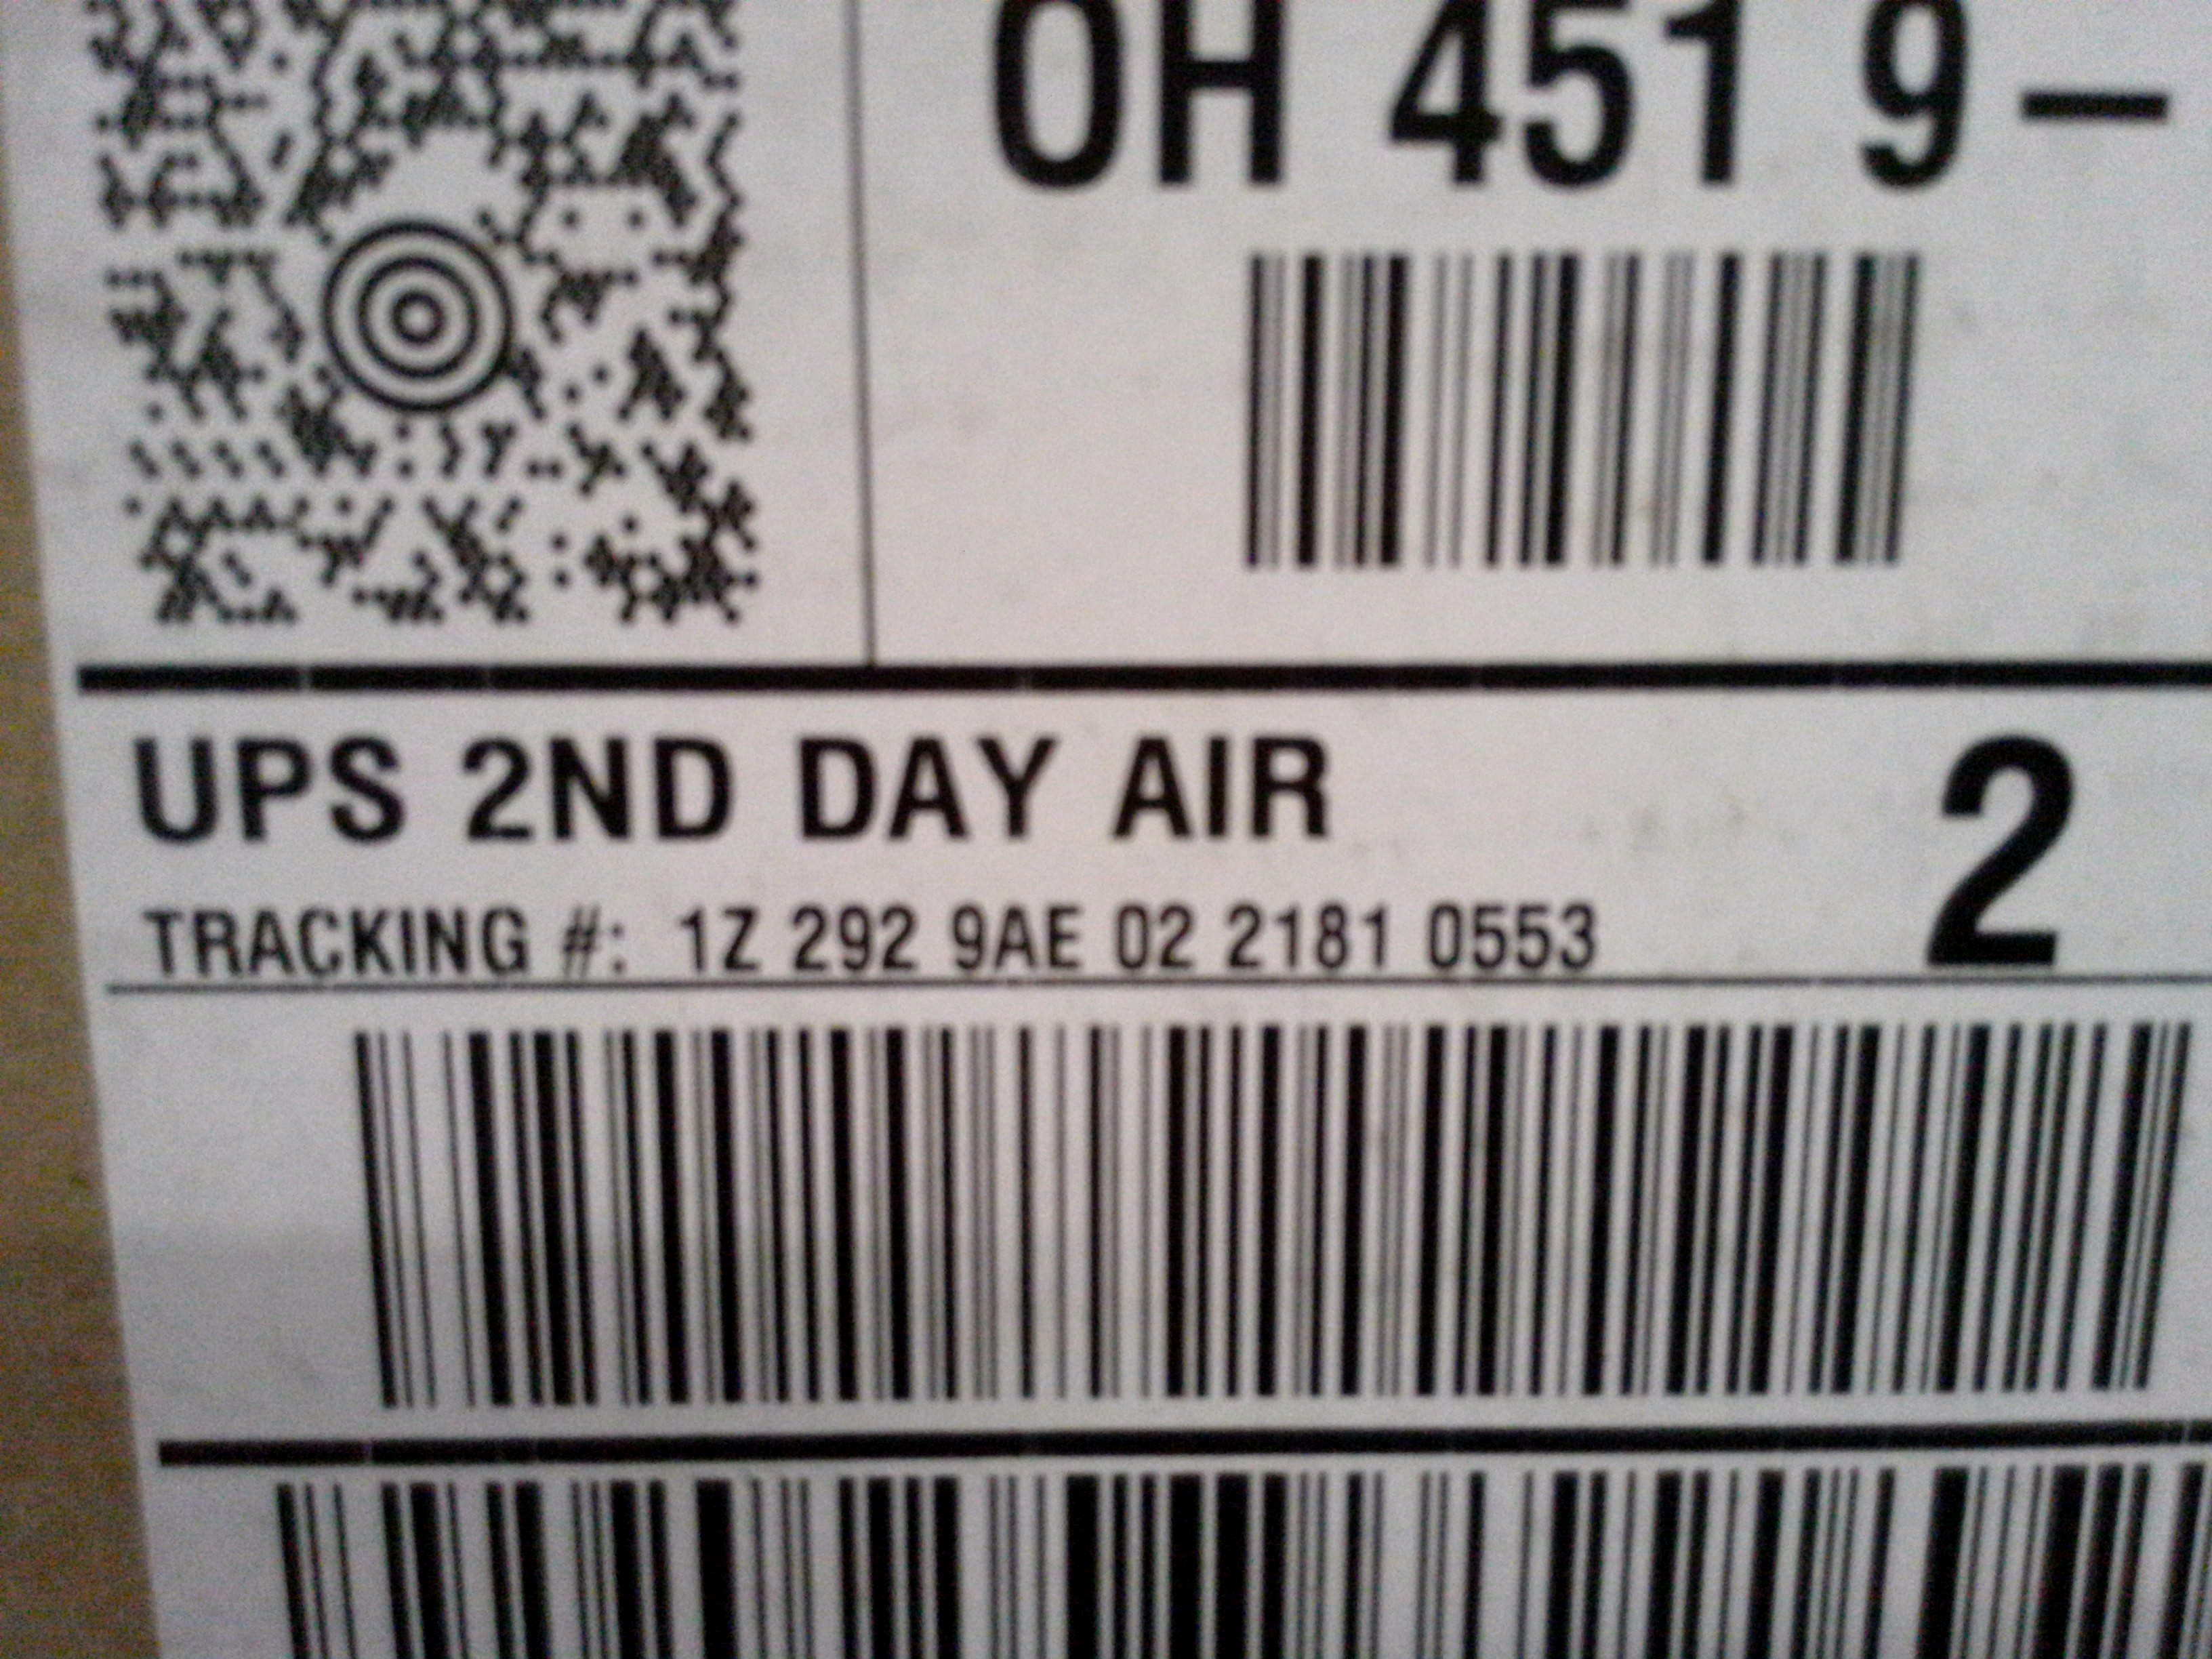 OH 451 9-
UPS 2ND DAY AIR
2
TRACKING #: 1Z 292 9AE 02 2181 0553